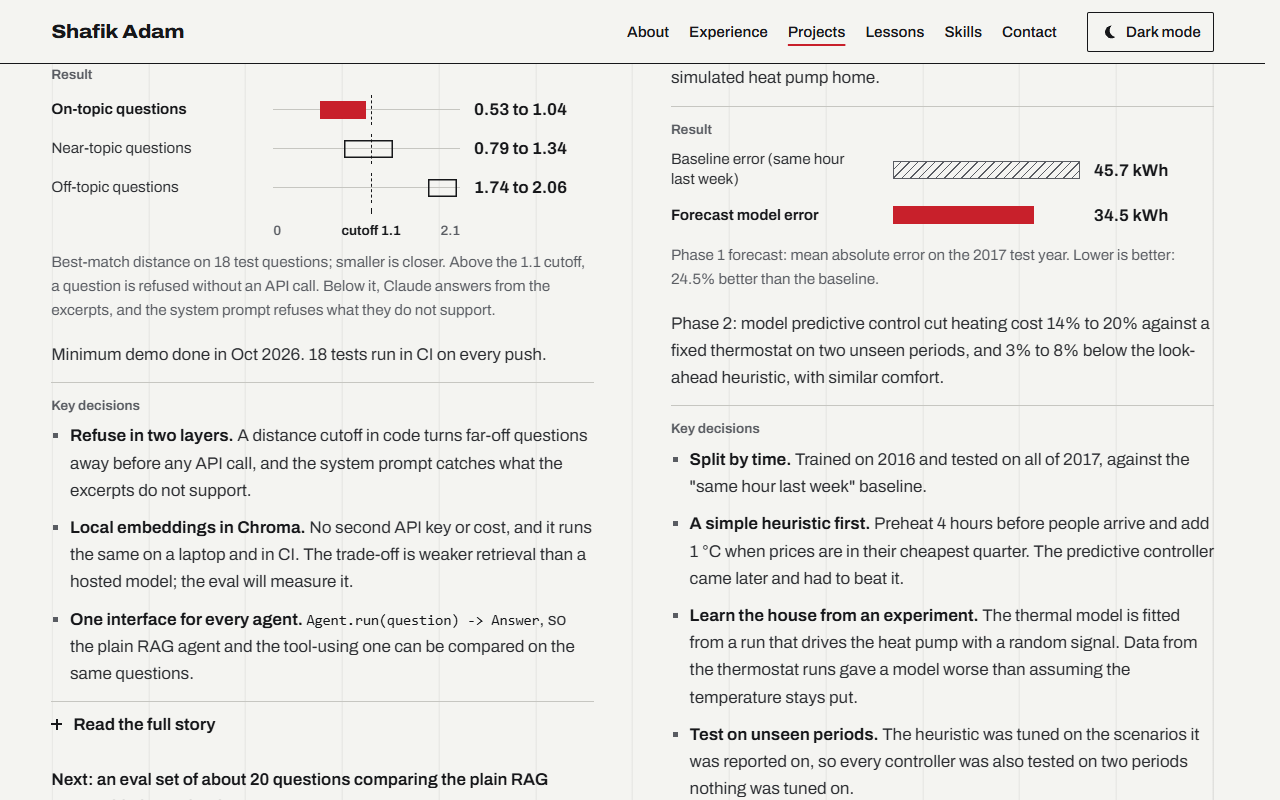 Shafik Adam
About Experience Projects Lessons Skills Contact Dark mode
Result
On-topic questions 0.53 to 1.04
Near-topic questions 0.79 to 1.34
Off-topic questions 1.74 to 2.06
0 cutoff 1.1 2.1
Best-match distance on 18 test questions; smaller is closer. Above the 1.1 cutoff,
a question is refused without an API call. Below it, Claude answers from the
excerpts, and the system prompt refuses what they do not support.
Minimum demo done in Oct 2026. 18 tests run in CI on every push.
Key decisions
Refuse in two layers. A distance cutoff in code turns far-off questions
away before any API call, and the system prompt catches what the
excerpts do not support.
Local embeddings in Chroma. No second API key or cost, and it runs
the same on a laptop and in CI. The trade-off is weaker retrieval than a
hosted model; the eval will measure it.
One interface for every agent. Agent.run(question) -> Answer, so
the plain RAG agent and the tool-using one can be compared on the
same questions.
Read the full story
Next: an eval set of about 20 questions comparing the plain RAG
simulated heat pump home.
Result
Baseline error (same hour
last week) 45.7 kWh
Forecast model error 34.5 kWh
Phase 1 forecast: mean absolute error on the 2017 test year. Lower is better:
24.5% better than the baseline.
Phase 2: model predictive control cut heating cost 14% to 20% against a
fixed thermostat on two unseen periods, and 3% to 8% below the look-
ahead heuristic, with similar comfort.
Key decisions
Split by time. Trained on 2016 and tested on all of 2017, against the
"same hour last week" baseline.
A simple heuristic first. Preheat 4 hours before people arrive and add
1 °C when prices are in their cheapest quarter. The predictive controller
came later and had to beat it.
Learn the house from an experiment. The thermal model is fitted
from a run that drives the heat pump with a random signal. Data from
the thermostat runs gave a model worse than assuming the
temperature stays put.
Test on unseen periods. The heuristic was tuned on the scenarios it
was reported on, so every controller was also tested on two periods
nothing was tuned on.